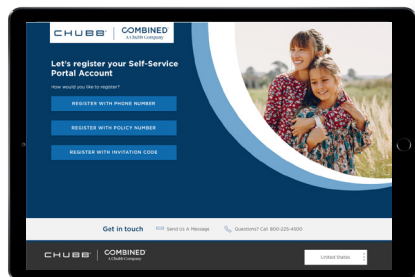 CHUBB® COMBINED®
A Chubb Company
Let's register your Self-Service
Portal Account
How would you like to register?
REGISTER WITH PHONE NUMBER
REGISTER WITH POLICY NUMBER
REGISTER WITH INVITATION CODE
Get in touch Send Us A Message Questions? Call 800-225-4500
CHUBB® COMBINED®
A Chubb Company
United States